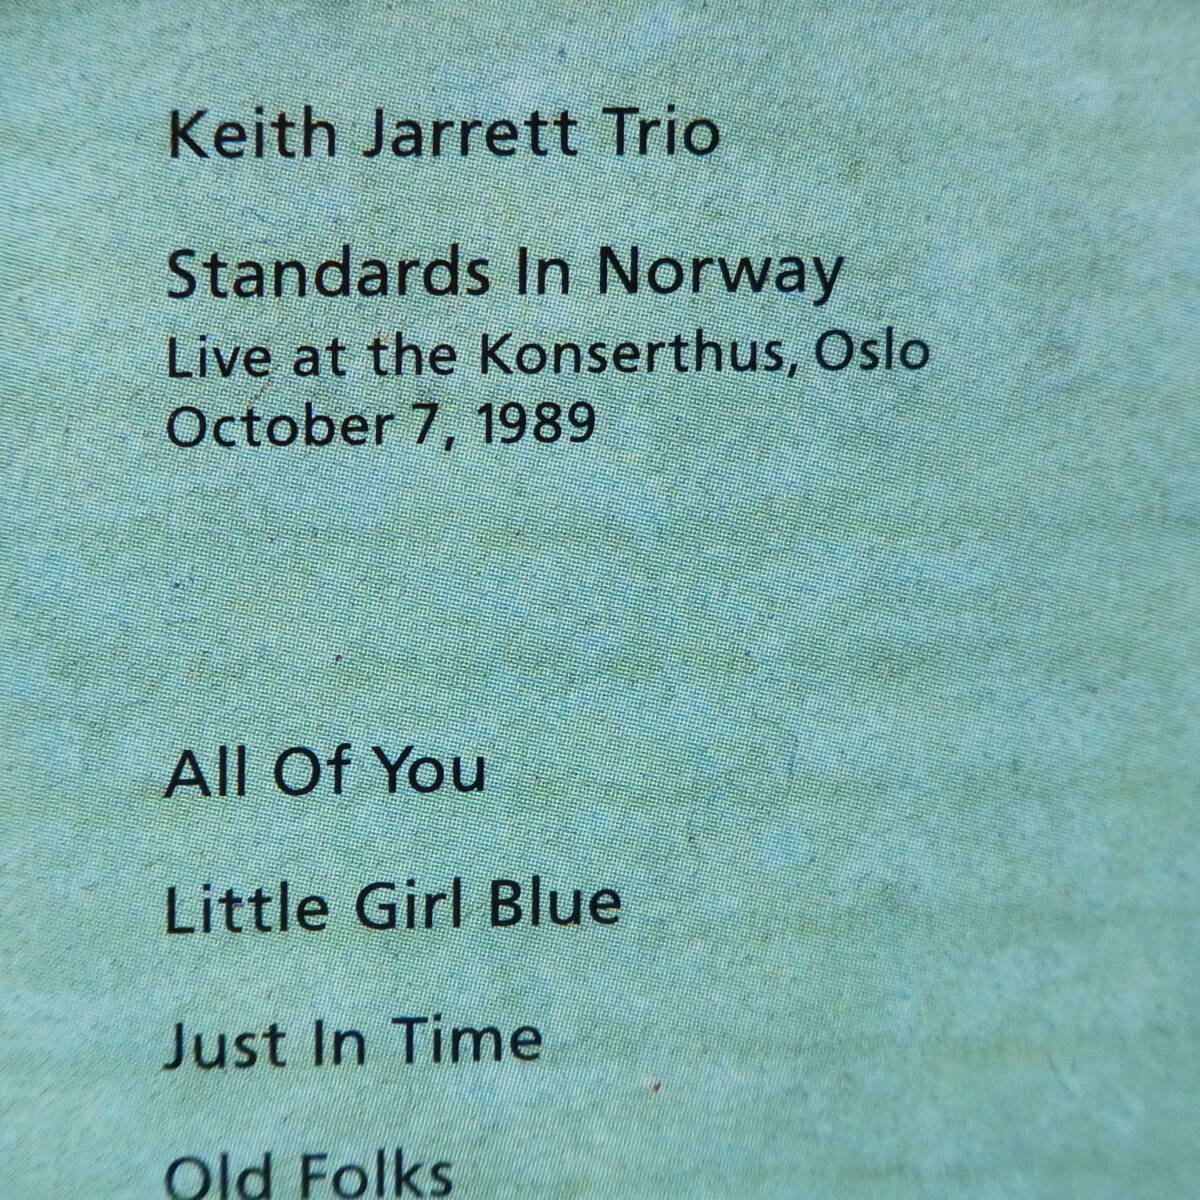 Keith Jarrett Trio
Standards In Norway
Live at the Konserthus, Oslo
October 7, 1989
All Of You
Little Girl Blue
Just In Time
Old Folks